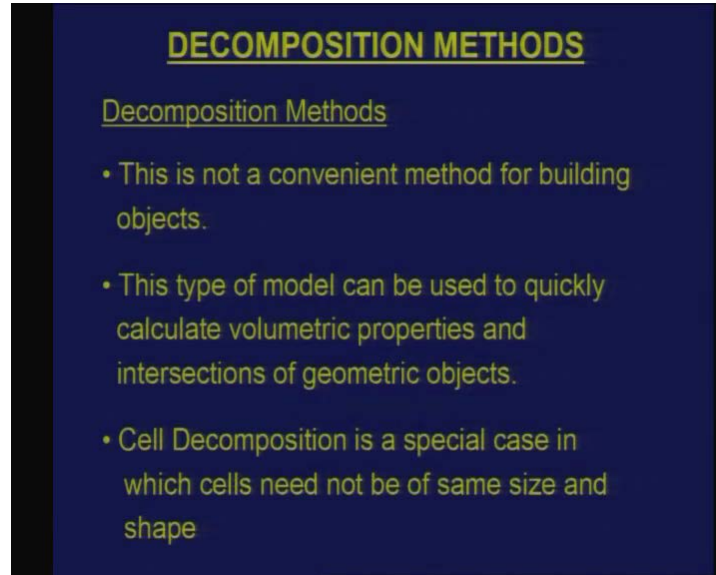 DECOMPOSITION METHODS
Decomposition Methods
• This is not a convenient method for building
objects.
• This type of model can be used to quickly
calculate volumetric properties and
intersections of geometric objects.
• Cell Decomposition is a special case in
which cells need not be of same size and
shape